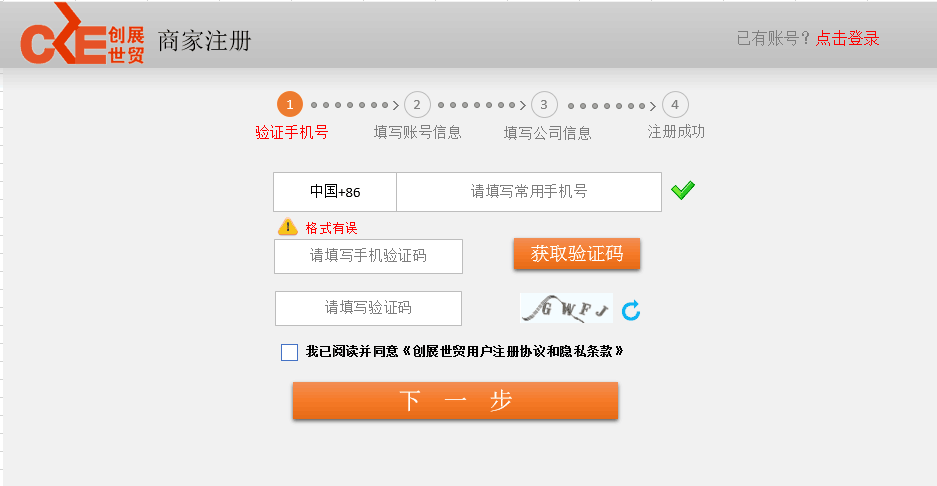 CKE创展世贸 商家注册 已有账号？点击登录
1 2 3 4
验证手机号 填写账号信息 填写公司信息 注册成功
中国+86 请填写常用手机号
格式有误
请填写手机验证码 获取验证码
请填写验证码 GWFJ
我已阅读并同意《创展世贸用户注册协议和隐私条款》
下一步